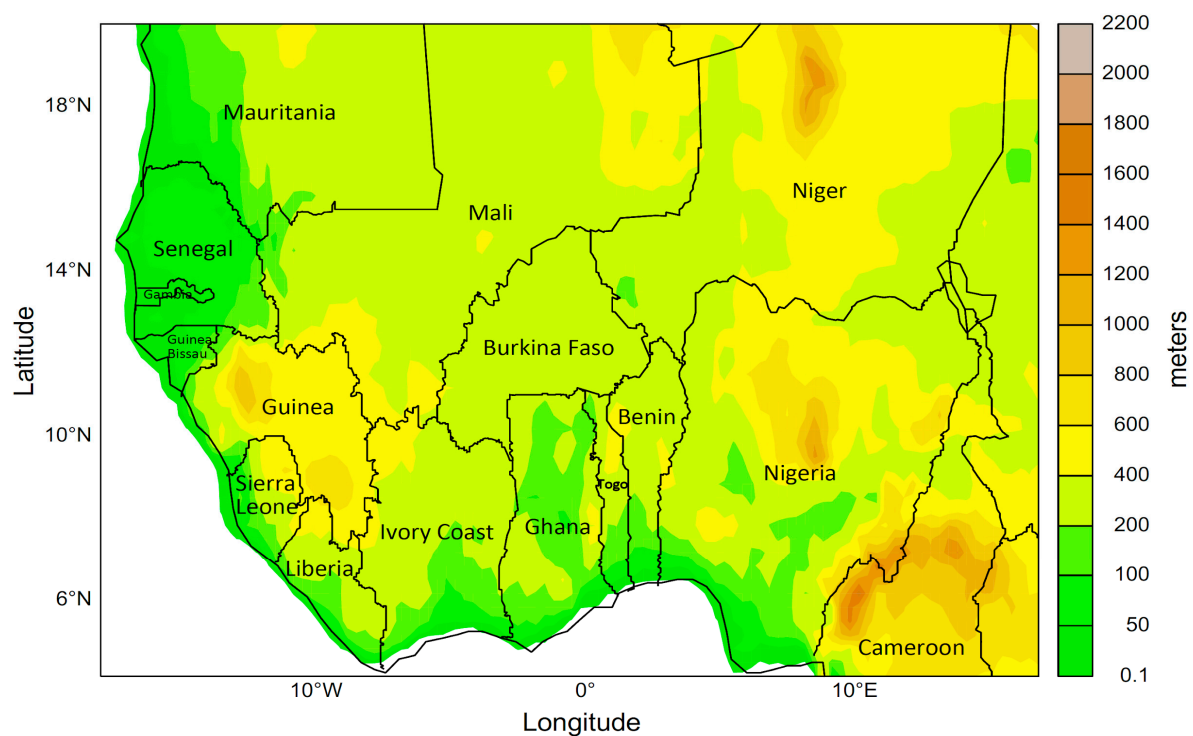 2200
2000
1800
1600
1400
1200
1000
800
600
400
200
100
50
0.1
meters
18°N
14°N
10°N
6°N
Latitude
10°W
0°
10°E
Longitude
Mauritania
Mali
Niger
Senegal
Gambia
Guinea
Bissau
Burkina Faso
Guinea
Benin
Nigeria
Sierra
Leone
Togo
Ivory Coast
Ghana
Liberia
Cameroon